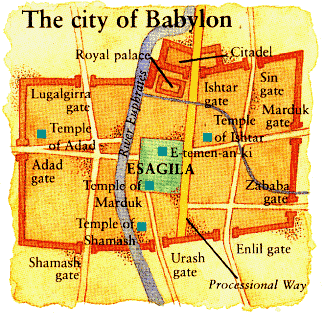 The city of Babylon
Royal palace
Citadel
Lugalgirra
gate
Ishtar
gate
Sin
gate
Marduk
gate
Temple
of Adad
Temple
of Ishtar
River Euphrates
E-temen-an-ki
ESAGILA
Adad
gate
Temple of
Marduk
Zababa
gate
Temple of
Shamash
Shamash
gate
Urash
gate
Enlil gate
Processional Way